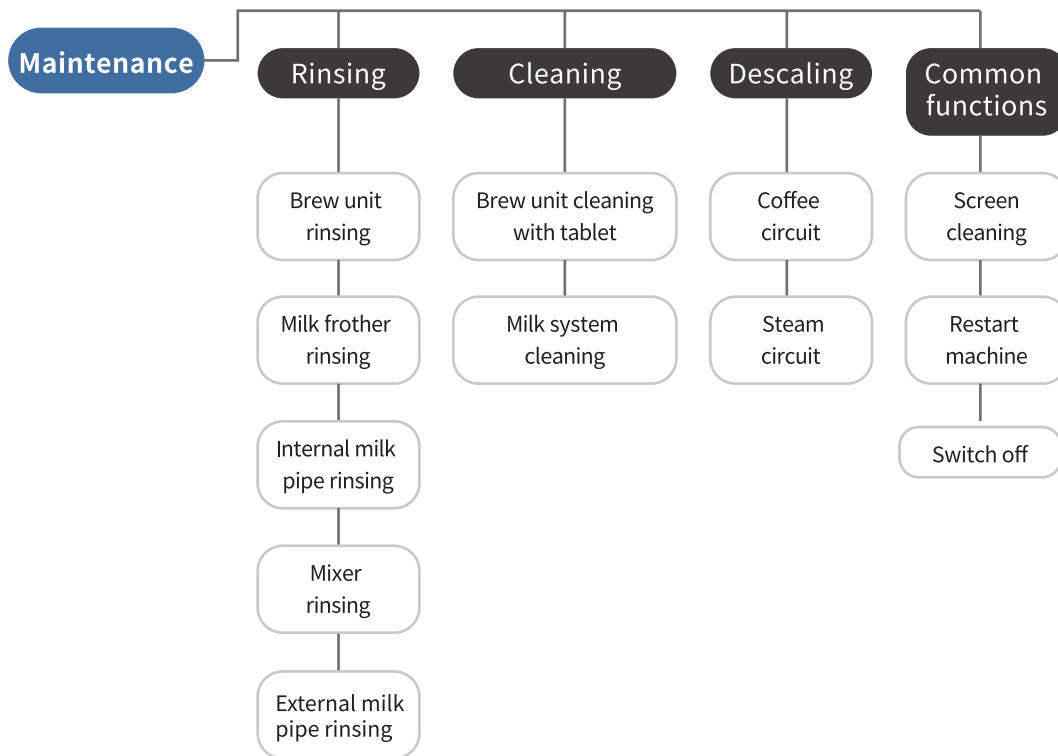 Maintenance
Rinsing
Cleaning
Descaling
Common
functions
Brew unit
rinsing
Milk frother
rinsing
Internal milk
pipe rinsing
Mixer
rinsing
External milk
pipe rinsing
Brew unit cleaning
with tablet
Milk system
cleaning
Coffee
circuit
Steam
circuit
Screen
cleaning
Restart
machine
Switch off